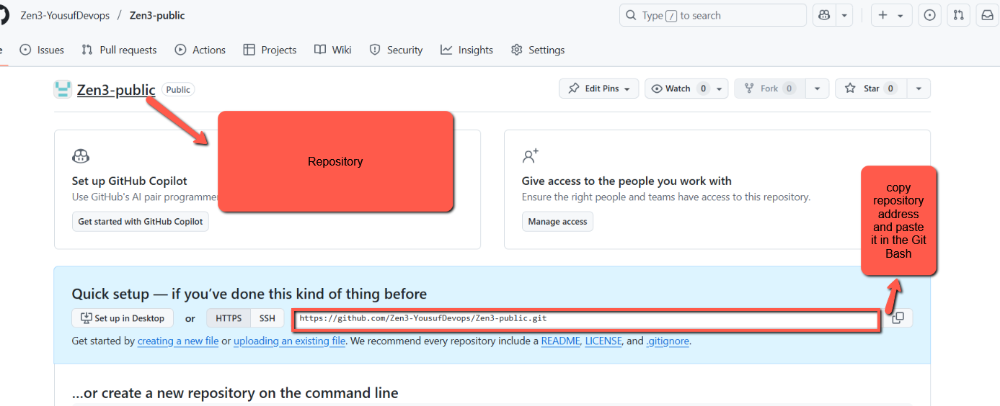 Zen3-YousufDevops / Zen3-public
Type / to search
Issues Pull requests Actions Projects Wiki Security Insights Settings
Zen3-public Public
Edit Pins Watch 0 Fork 0 Star 0
Repository
Set up GitHub Copilot
Use GitHub's AI pair programme
Get started with GitHub Copilot
Give access to the people you work with
Ensure the right people and teams have access to this repository.
Manage access
copy
repository
address
and paste
it in the Git
Bash
Quick setup — if you've done this kind of thing before
Set up in Desktop or HTTPS SSH https://github.com/Zen3-YousufDevops/Zen3-public.git
Get started by creating a new file or uploading an existing file. We recommend every repository include a README, LICENSE, and .gitignore.
...or create a new repository on the command line